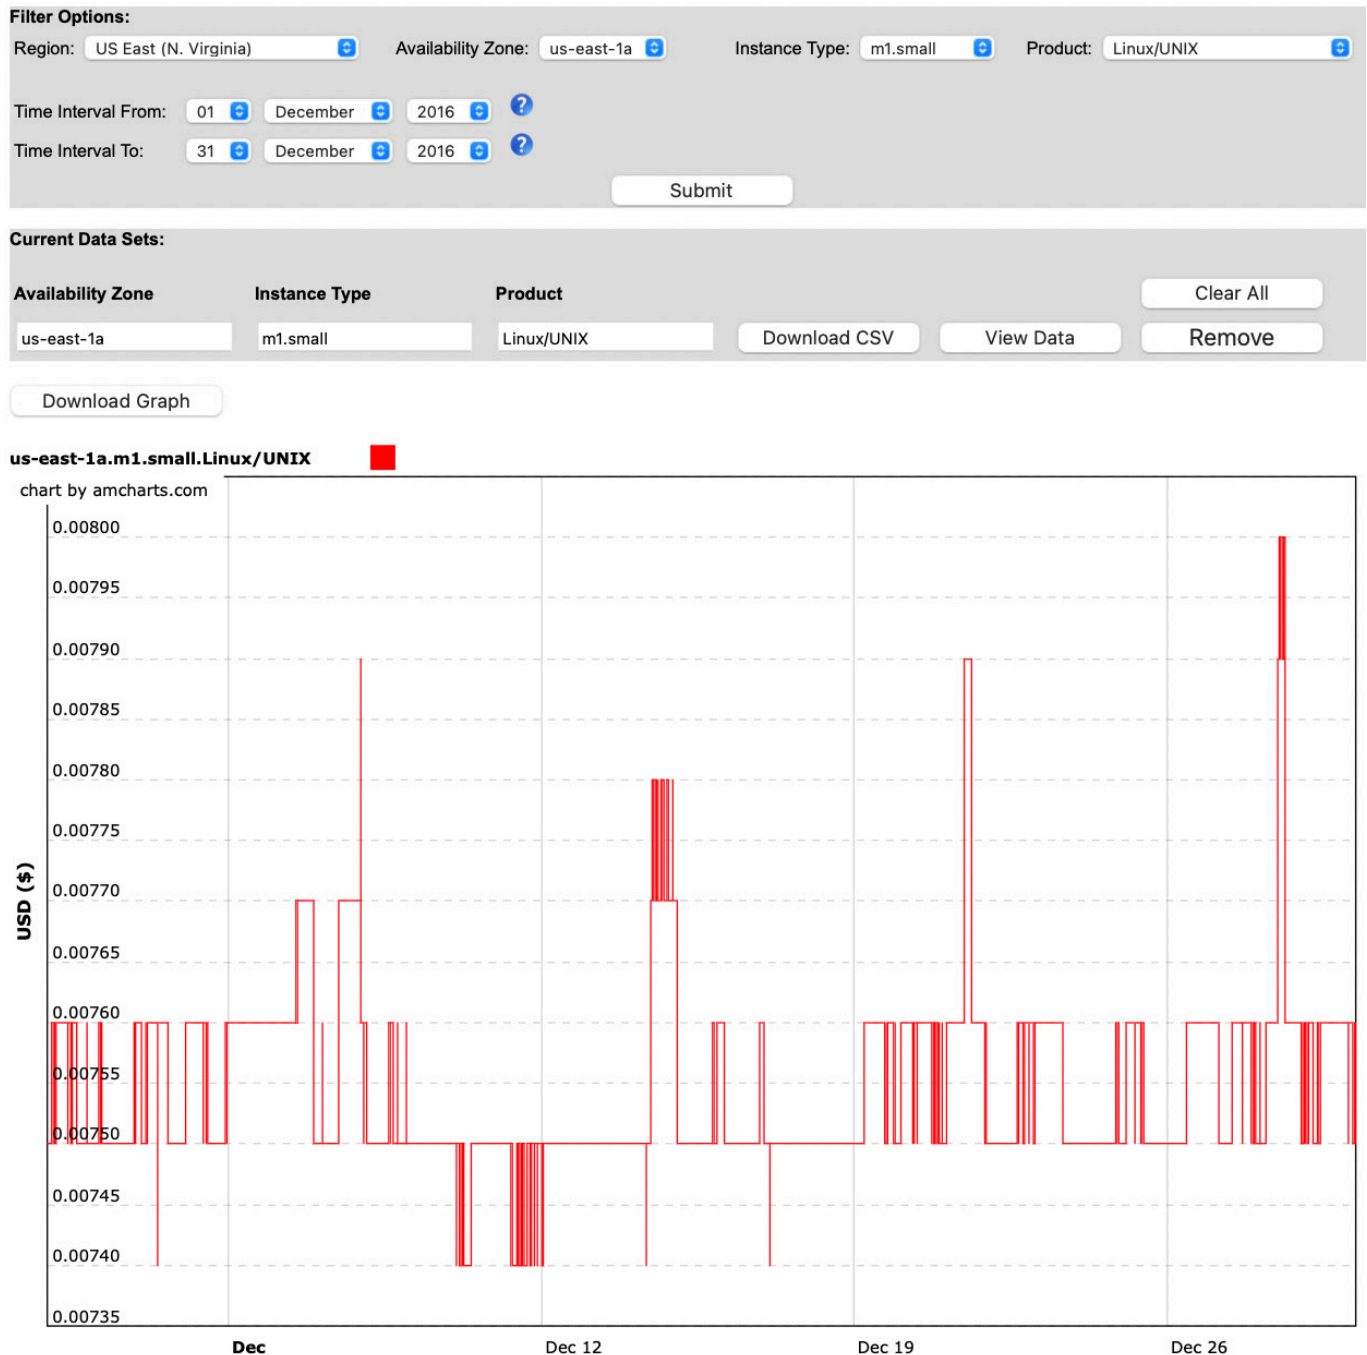 Filter Options:
Region: US East (N. Virginia) Availability Zone: us-east-1a Instance Type: m1.small Product: Linux/UNIX
Time Interval From: 01 December 2016 ?
Time Interval To: 31 December 2016 ?
Submit
Current Data Sets:
Availability Zone Instance Type Product Clear All
us-east-1a m1.small Linux/UNIX Download CSV View Data Remove
Download Graph
us-east-1a.m1.small.Linux/UNIX
chart by amcharts.com
0.00800
0.00795
0.00790
0.00785
0.00780
0.00775
0.00770
0.00765
0.00760
0.00755
0.00750
0.00745
0.00740
0.00735
USD ($)
Dec Dec 12 Dec 19 Dec 26